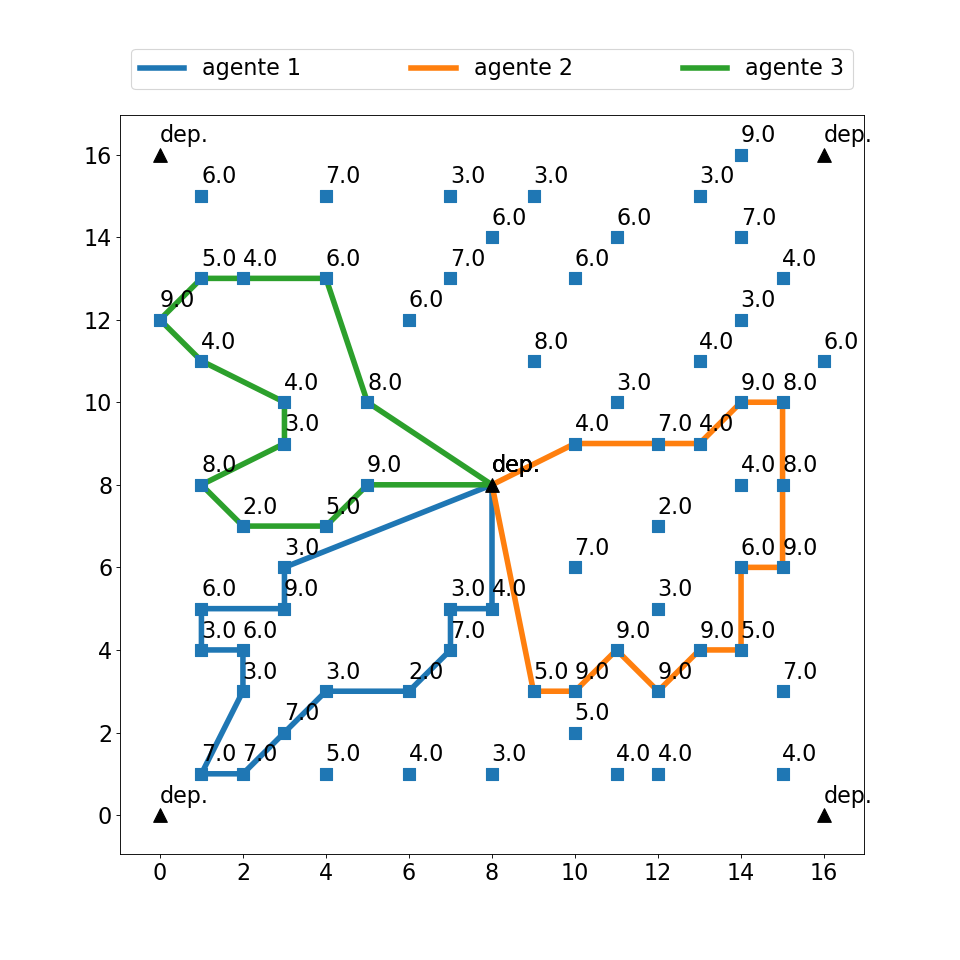 agente 1 agente 2 agente 3
dep. 9.0 dep.
16
6.0 7.0 3.0 3.0 3.0
6.0 6.0 7.0
14
5.0 4.0 6.0 7.0 6.0 4.0
9.0 6.0 3.0
12
4.0 8.0 4.0 6.0
4.0 8.0 3.0 9.0 8.0
10
3.0 4.0 7.0 4.0
8.0 9.0 dep. 4.0 8.0
8
2.0 5.0 2.0
3.0 7.0 6.0 9.0
6
6.0 9.0 3.0 4.0 3.0
3.0 6.0 7.0 9.0 9.0 5.0
4
3.0 3.0 2.0 5.0 9.0 9.0 7.0
7.0 5.0
2
7.0 7.0 5.0 4.0 3.0 4.0 4.0 4.0
dep. dep.
0
0 2 4 6 8 10 12 14 16